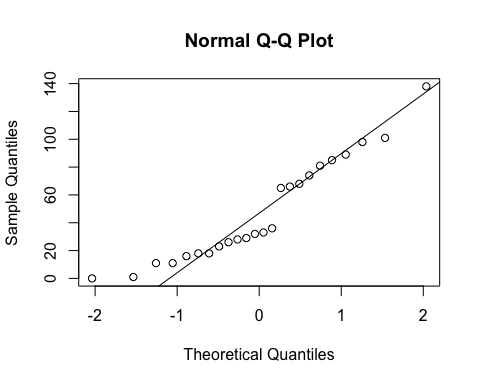 Normal Q-Q Plot
Sample Quantiles
140
100
60
20
0
-2 -1 0 1 2
Theoretical Quantiles